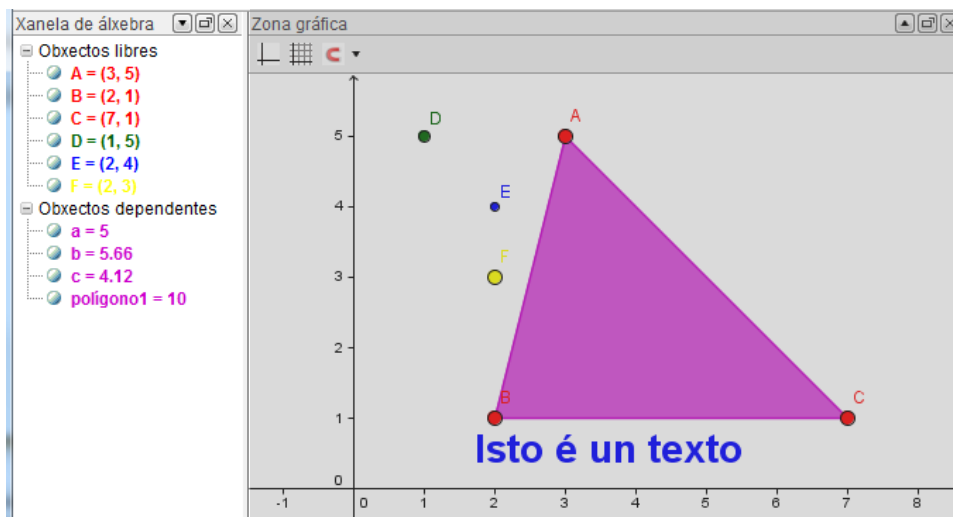 Xanela de álxebra
Obxectos libres
A = (3, 5)
B = (2, 1)
C = (7, 1)
D = (1, 5)
E = (2, 4)
F = (2, 3)
Obxectos dependentes
a = 5
b = 5.66
c = 4.12
polígono1 = 10
Zona gráfica
D
A
5
E
4
F
3
2
B
C
1
Isto é un texto
0
-1 0 1 2 3 4 5 6 7 8